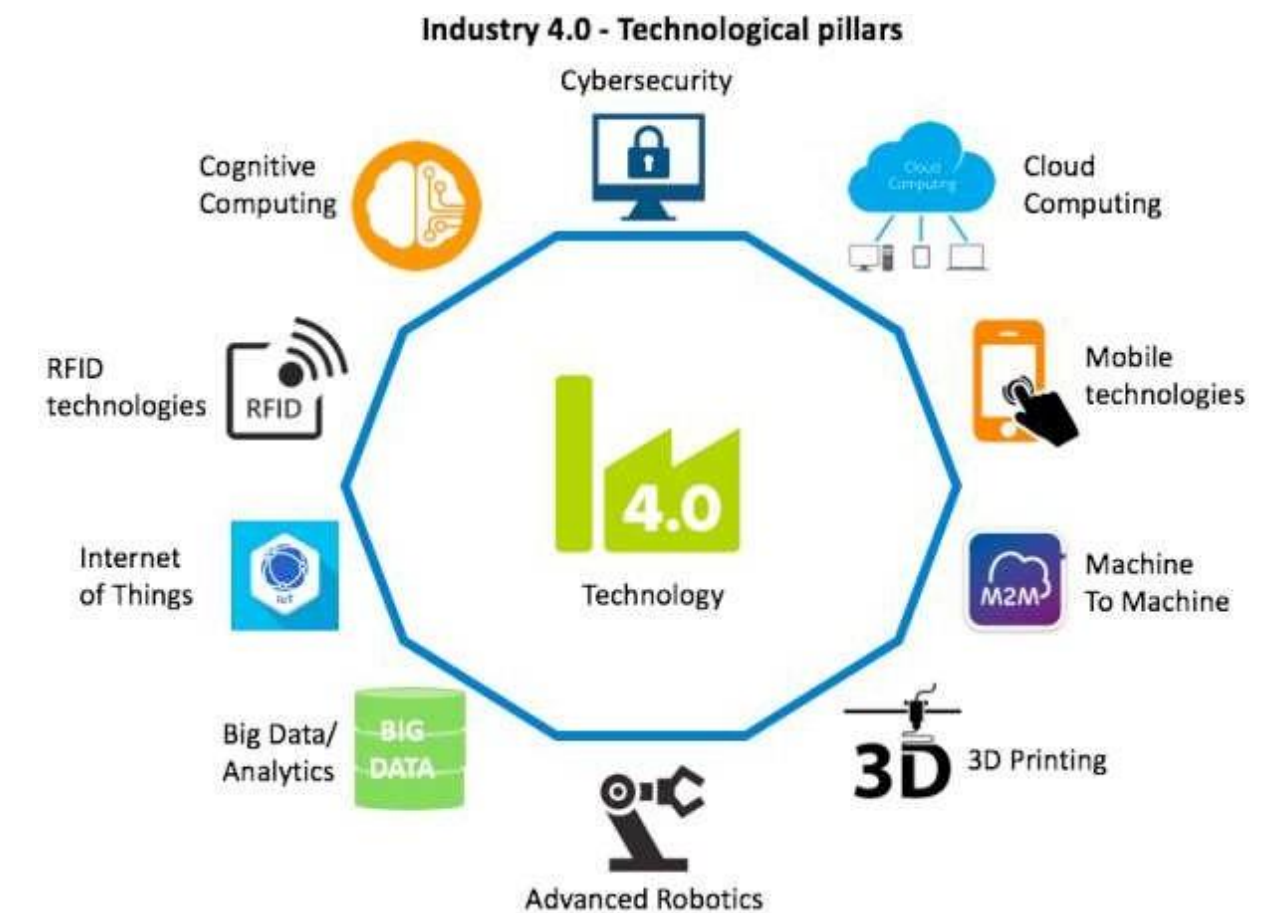 Industry 4.0 - Technological pillars
Cybersecurity
Cognitive
Computing
Cloud
Computing
Cloud
Computing
RFID
technologies
RFID
Mobile
technologies
4.0
Technology
Internet
of Things
IoT
M2M
Machine
To Machine
Big Data/
Analytics
BIG
DATA
3D
3D Printing
Advanced Robotics